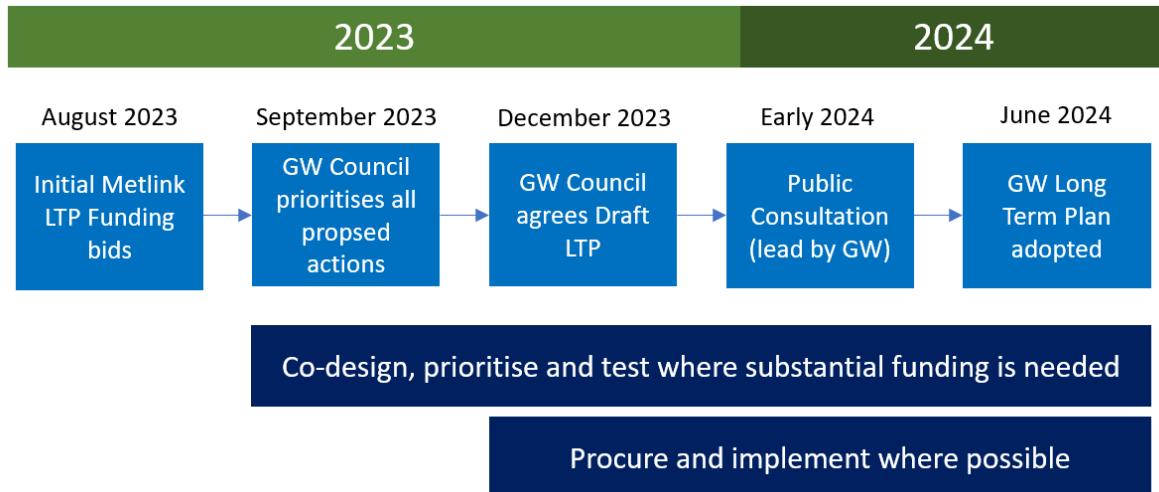 2023
2024
August 2023
September 2023
December 2023
Early 2024
June 2024
Initial Metlink
LTP Funding
bids
GW Council
prioritises all
propsed
actions
GW Council
agrees Draft
LTP
Public
Consultation
(lead by GW)
GW Long
Term Plan
adopted
Co-design, prioritise and test where substantial funding is needed
Procure and implement where possible